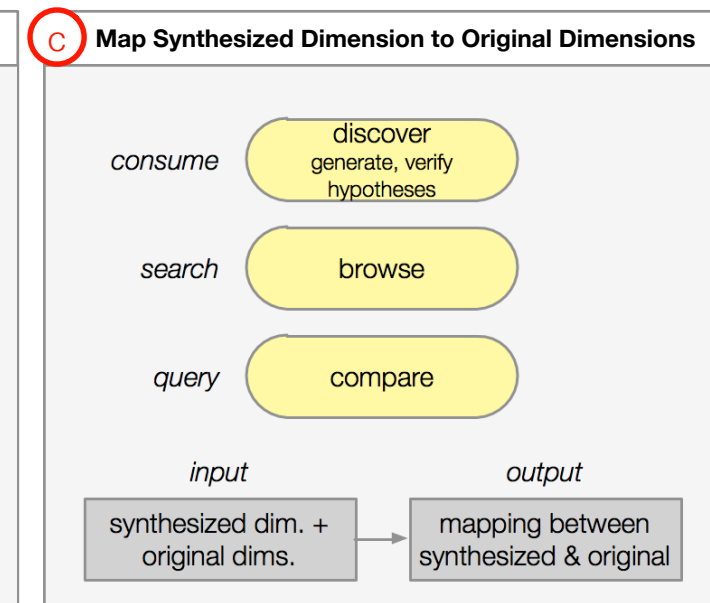 C Map Synthesized Dimension to Original Dimensions
consume
discover
generate, verify
hypotheses
search
browse
query
compare
input
output
synthesized dim. +
original dims.
mapping between
synthesized & original